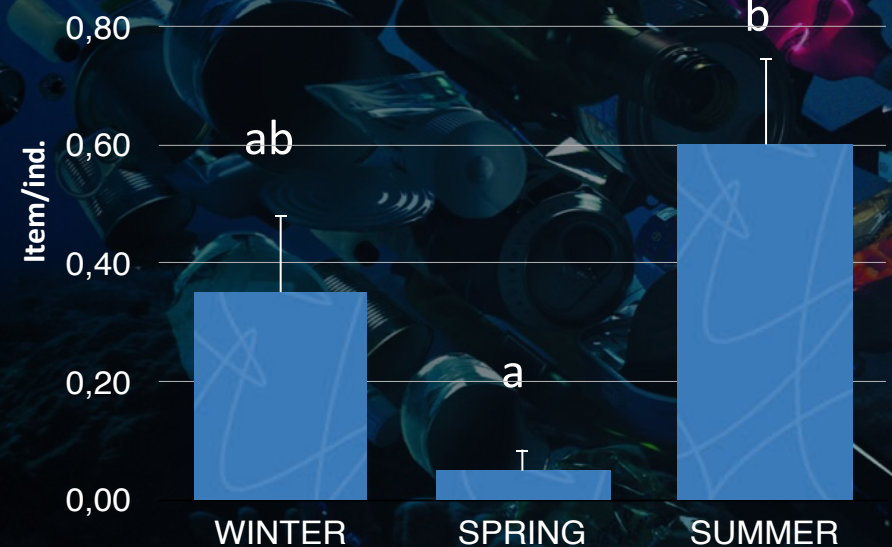 0,80
b
ab
0,60
Item/ind.
0,40
a
0,20
0,00
WINTER SPRING SUMMER